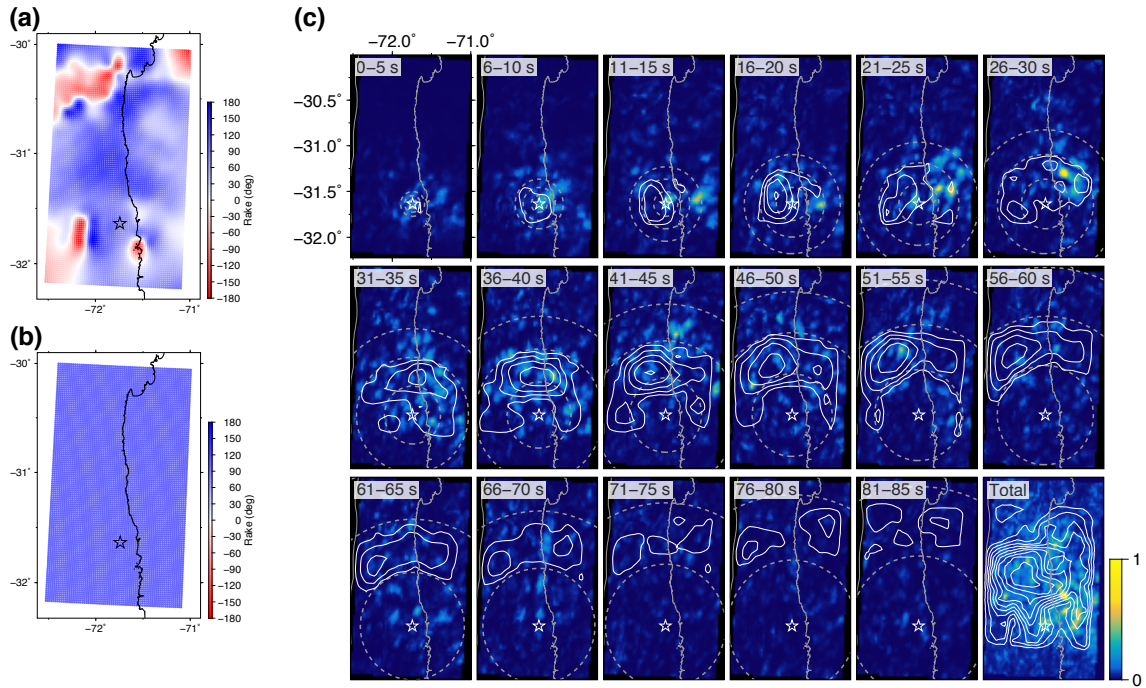 (a)
−30˚
−31˚
−32˚
−72˚
−71˚
180
150
120
90
60
30
0
−30
−60
−90
−120
−150
−180
Rake (deg)
(b)
−30˚
−31˚
−32˚
−72˚
−71˚
180
150
120
90
60
30
0
−30
−60
−90
−120
−150
−180
Rake (deg)
(c)
−72.0˚
−71.0˚
−30.5˚
−31.0˚
−31.5˚
−32.0˚
0−5 s
6−10 s
11−15 s
16−20 s
21−25 s
26−30 s
31−35 s
36−40 s
41−45 s
46−50 s
51−55 s
56−60 s
61−65 s
66−70 s
71−75 s
76−80 s
81−85 s
Total
1
0